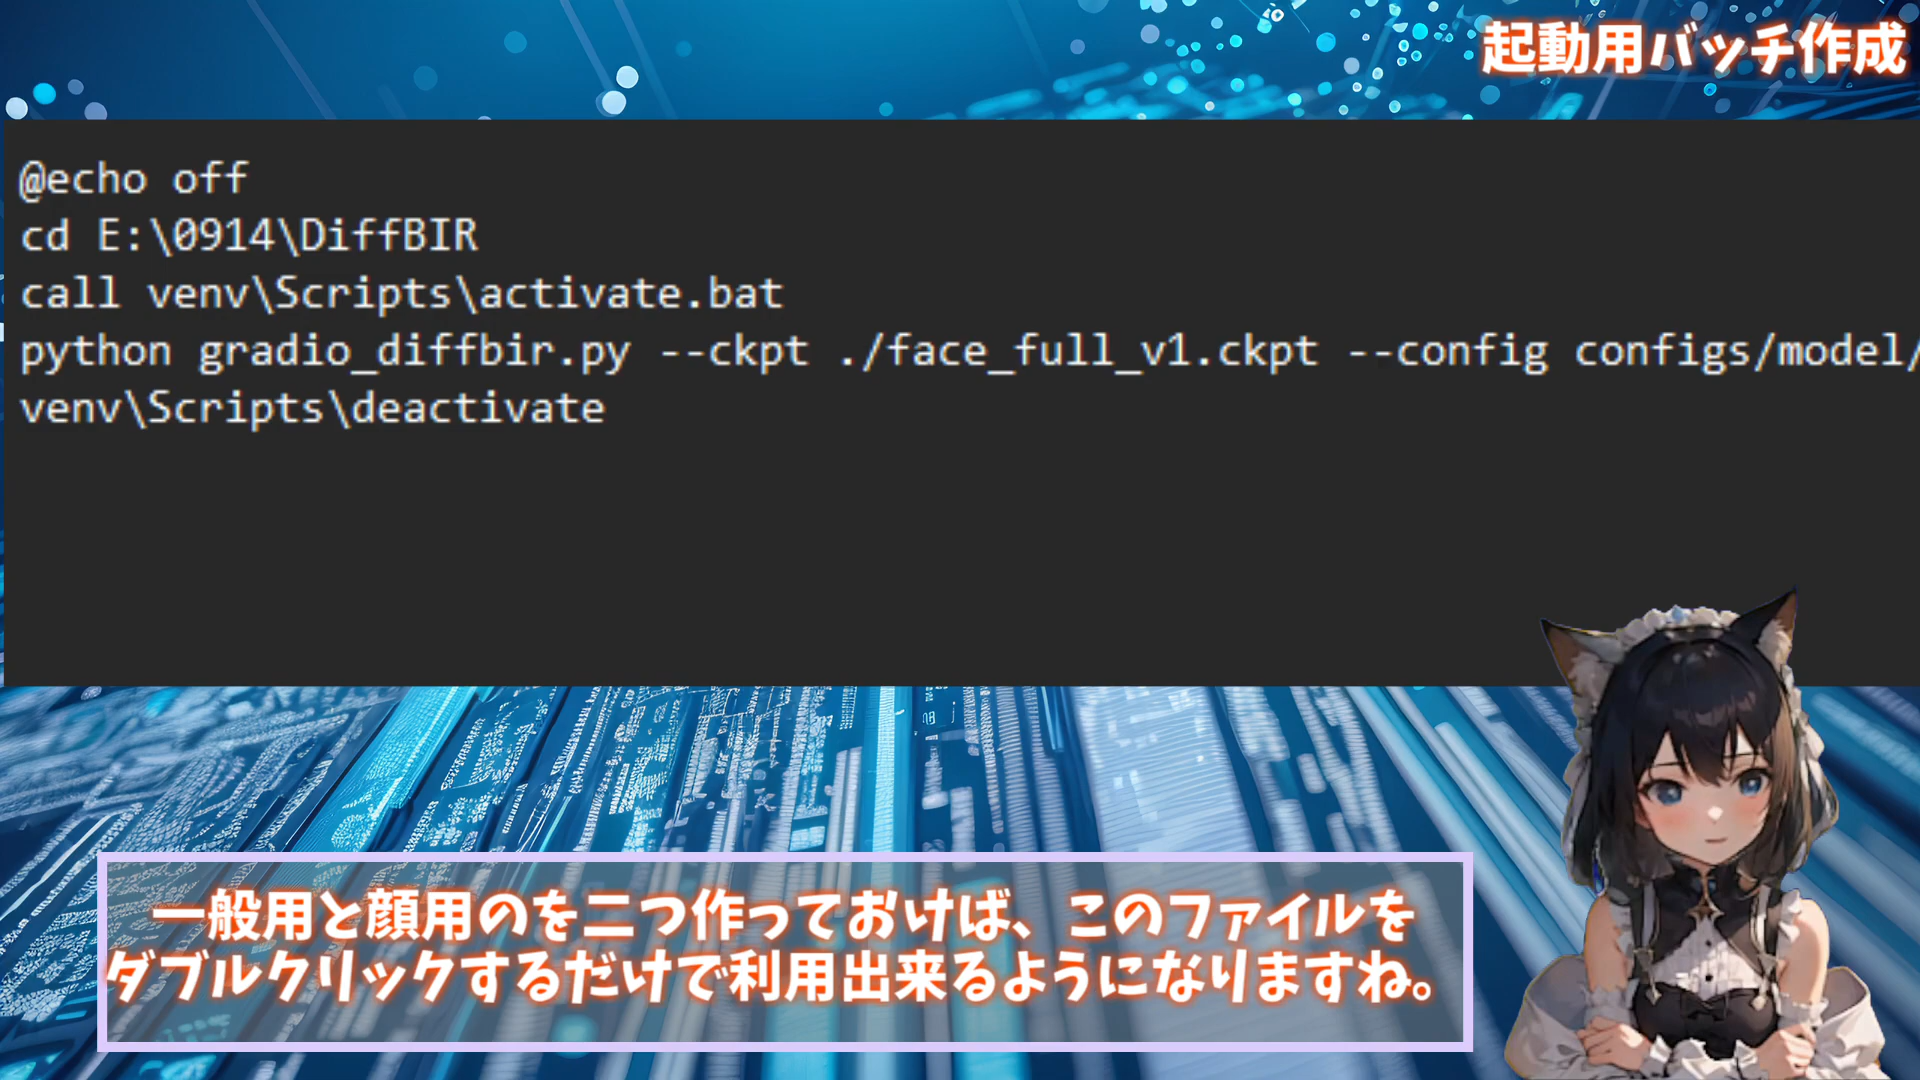 起動用バッチ作成
@echo off
cd E:\0914\DiffBIR
call venv\Scripts\activate.bat
python gradio_diffbir.py --ckpt ./face_full_v1.ckpt --config configs/model/
venv\Scripts\deactivate
一般用と顔用のを二つ作っておけば、このファイルを
ダブルクリックするだけで利用出来るようになりますね。